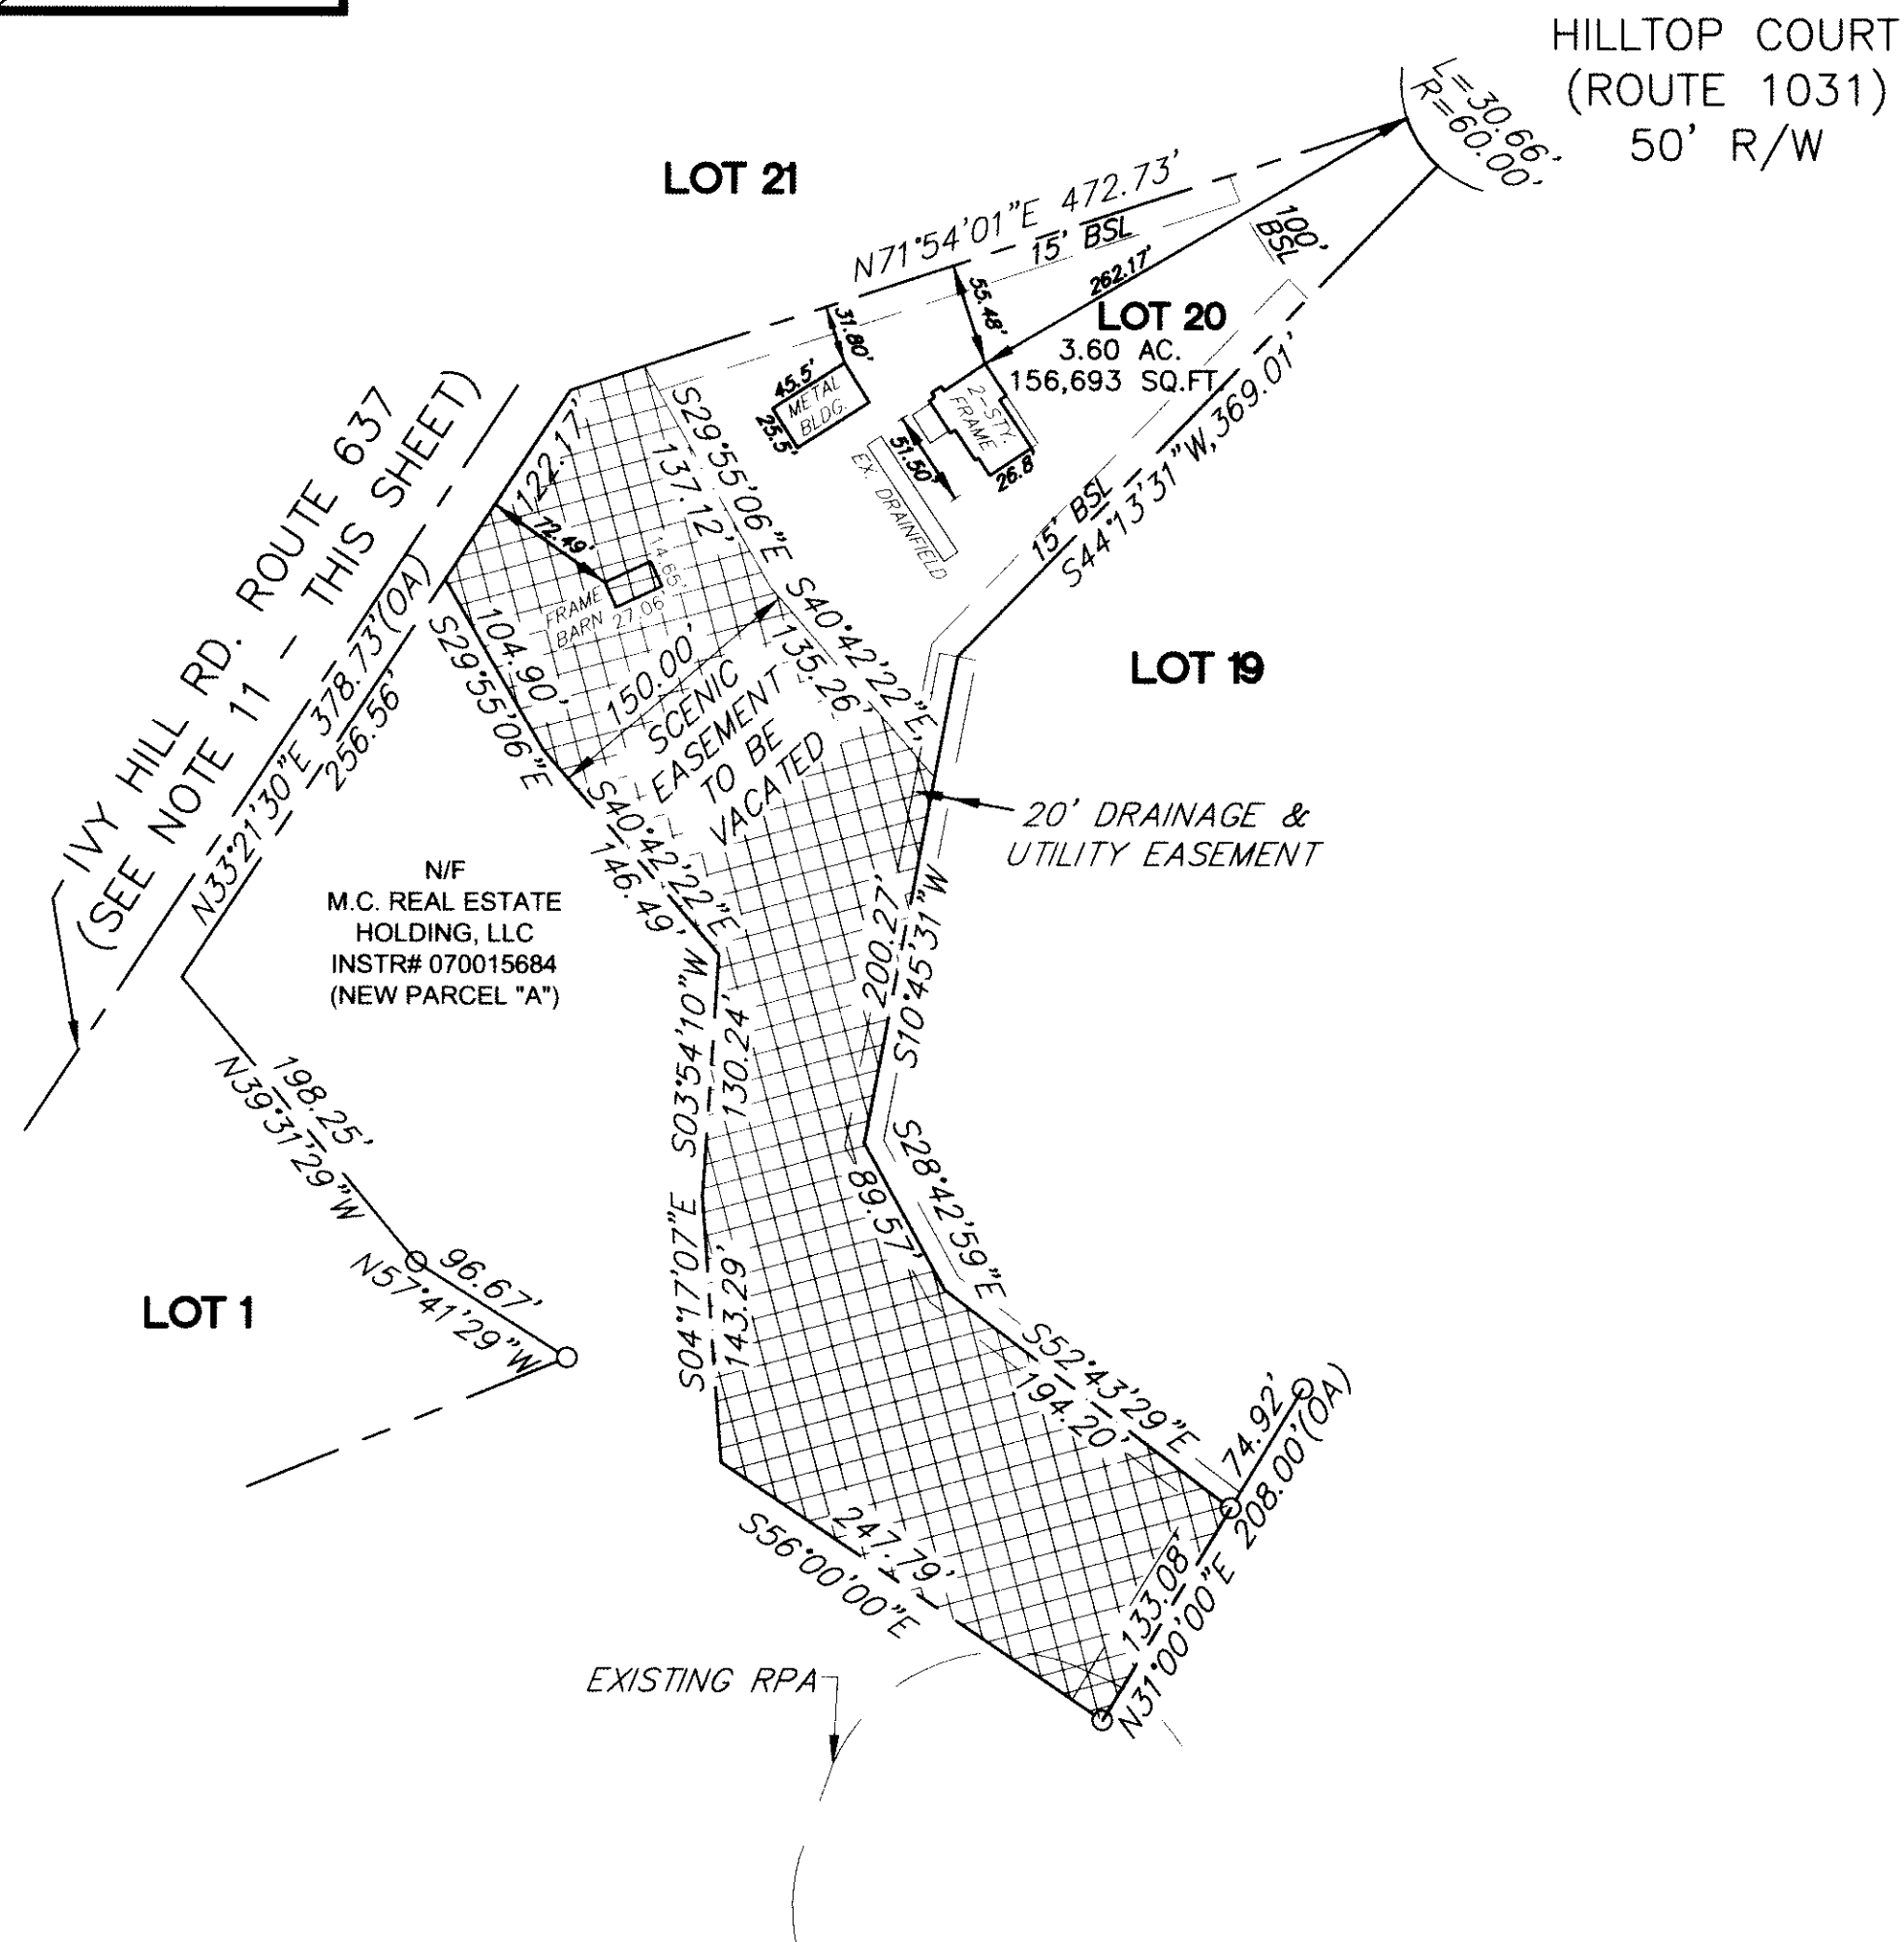 HILLTOP COURT
(ROUTE 1031)
50' R/W
L=30.66'
R=60.00'
LOT 21
N71°54'01"E 472.73'
15' BSL
100'
BSL
262.17'
55.48'
31.80'
LOT 20
3.60 AC.
156,693 SQ.FT.
45.5'
METAL
BLDG.
25.5'
2-STY.
FRAME
51.50'
26.8'
EX. DRAINFIELD
15' BSL
S44°13'31"W, 369.01'
IVY HILL RD. ROUTE 637
(SEE NOTE 11 - THIS SHEET)
122.17'
72.49'
S29°55'06"E
137.12'
14.65'
FRAME
BARN 27.06'
N33°21'30"E 378.73'(OA)
256.56'
104.90'
S29°55'06"E
150.00'
SCENIC
EASEMENT
TO BE
VACATED
S40°42'22"E,
135.26'
LOT 19
S40°42'22"E
146.49'
20' DRAINAGE &
UTILITY EASEMENT
N/F
M.C. REAL ESTATE
HOLDING, LLC
INSTR# 070015684
(NEW PARCEL "A")
200.27'
S10°45'31"W
S03°54'10"W
130.24'
198.25'
N39°31'29"W
S28°42'59"E
89.57'
96.67'
N57°41'29"W
LOT 1
S04°17'07"E
143.29'
S52°43'29"E
194.20'
74.92'
208.00'(OA)
N31°00'00"E
133.08'
247.79'
S56°00'00"E
EXISTING RPA